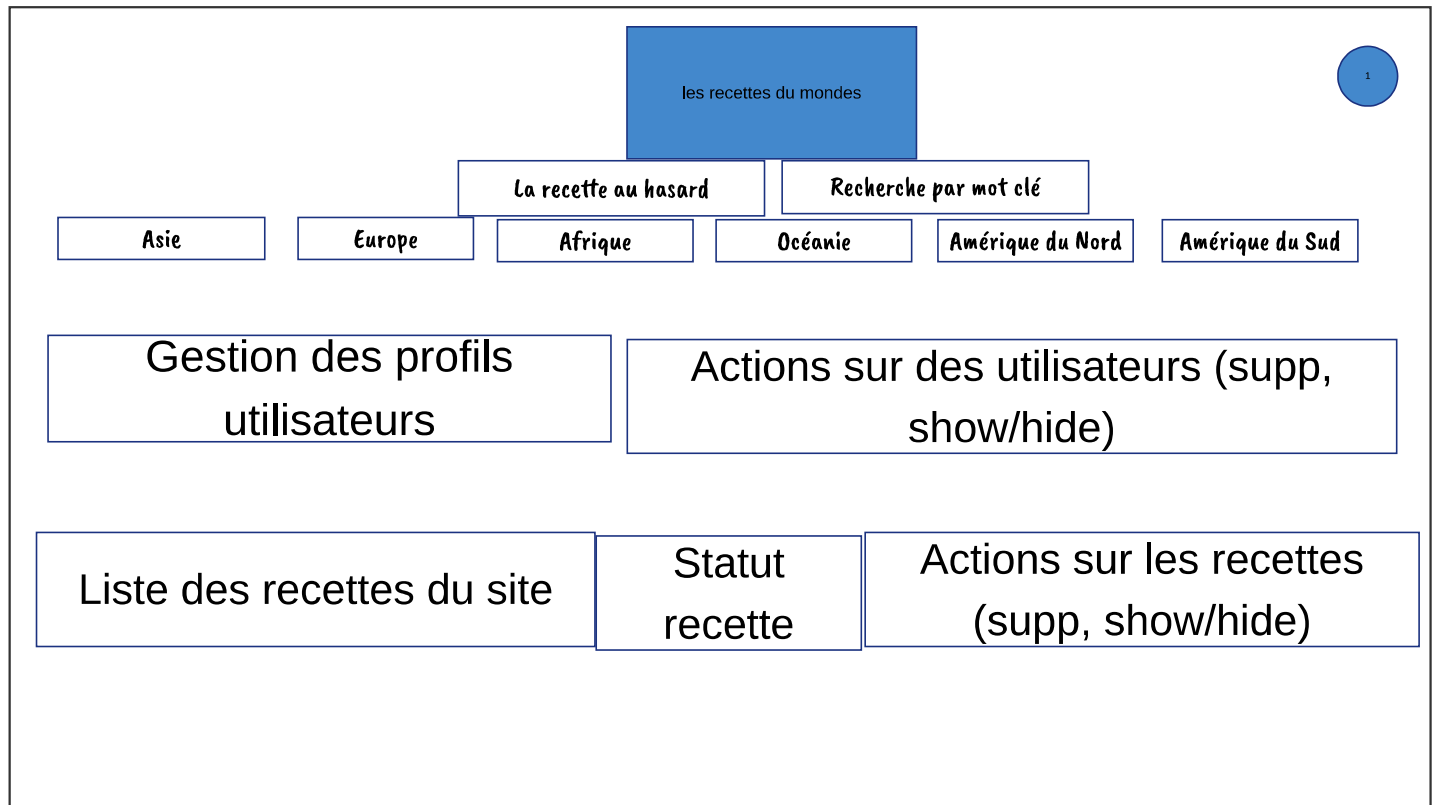 les recettes du mondes
1
La recette au hasard
Recherche par mot clé
Asie
Europe
Afrique
Océanie
Amérique du Nord
Amérique du Sud
Gestion des profils
utilisateurs
Actions sur des utilisateurs (supp,
show/hide)
Liste des recettes du site
Statut
recette
Actions sur les recettes
(supp, show/hide)